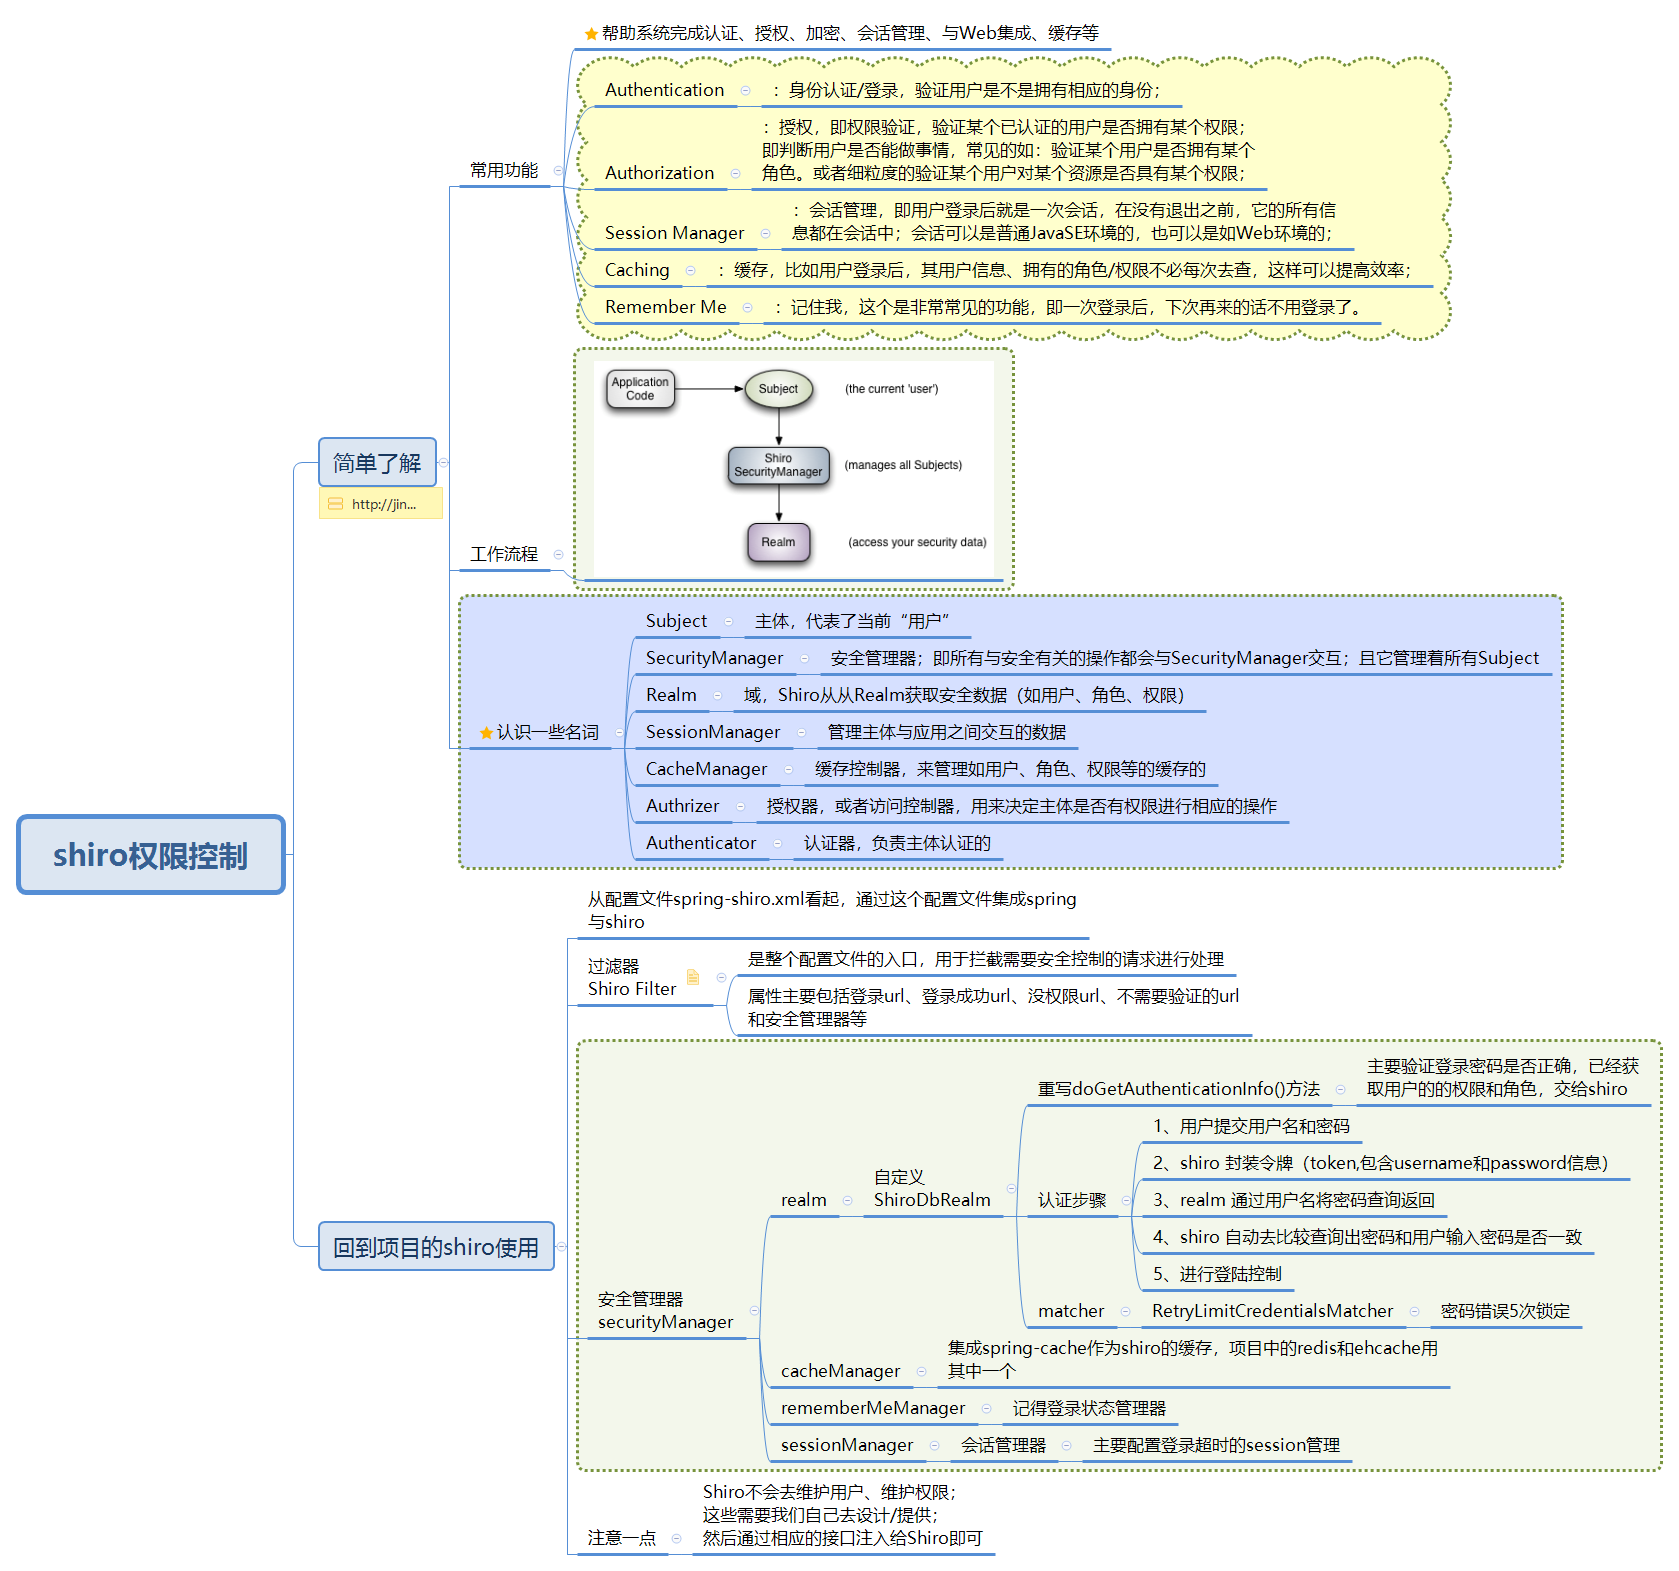 shiro权限控制
简单了解
http://jin...
常用功能
帮助系统完成认证、授权、加密、会话管理、与Web集成、缓存等
Authentication
：身份认证/登录，验证用户是不是拥有相应的身份；
Authorization
：授权，即权限验证，验证某个已认证的用户是否拥有某个权限；
即判断用户是否能做事情，常见的如：验证某个用户是否拥有某个
角色。或者细粒度的验证某个用户对某个资源是否具有某个权限；
Session Manager
：会话管理，即用户登录后就是一次会话，在没有退出之前，它的所有信
息都在会话中；会话可以是普通JavaSE环境的，也可以是如Web环境的；
Caching
：缓存，比如用户登录后，其用户信息、拥有的角色/权限不必每次去查，这样可以提高效率；
Remember Me
：记住我，这个是非常常见的功能，即一次登录后，下次再来的话不用登录了。
工作流程
Application
Code
Subject
(the current 'user')
Shiro
SecurityManager
(manages all Subjects)
Realm
(access your security data)
认识一些名词
Subject
主体，代表了当前“用户”
SecurityManager
安全管理器；即所有与安全有关的操作都会与SecurityManager交互；且它管理着所有Subject
Realm
域，Shiro从从Realm获取安全数据（如用户、角色、权限）
SessionManager
管理主体与应用之间交互的数据
CacheManager
缓存控制器，来管理如用户、角色、权限等的缓存的
Authrizer
授权器，或者访问控制器，用来决定主体是否有权限进行相应的操作
Authenticator
认证器，负责主体认证的
回到项目的shiro使用
从配置文件spring-shiro.xml看起，通过这个配置文件集成spring
与shiro
过滤器
Shiro Filter
是整个配置文件的入口，用于拦截需要安全控制的请求进行处理
属性主要包括登录url、登录成功url、没权限url、不需要验证的url
和安全管理器等
安全管理器
securityManager
realm
自定义
ShiroDbRealm
重写doGetAuthenticationInfo()方法
主要验证登录密码是否正确，已经获
取用户的的权限和角色，交给shiro
认证步骤
1、用户提交用户名和密码
2、shiro 封装令牌（token,包含username和password信息）
3、realm 通过用户名将密码查询返回
4、shiro 自动去比较查询出密码和用户输入密码是否一致
5、进行登陆控制
matcher
RetryLimitCredentialsMatcher
密码错误5次锁定
cacheManager
集成spring-cache作为shiro的缓存，项目中的redis和ehcache用
其中一个
rememberMeManager
记得登录状态管理器
sessionManager
会话管理器
主要配置登录超时的session管理
注意一点
Shiro不会去维护用户、维护权限；
这些需要我们自己去设计/提供；
然后通过相应的接口注入给Shiro即可